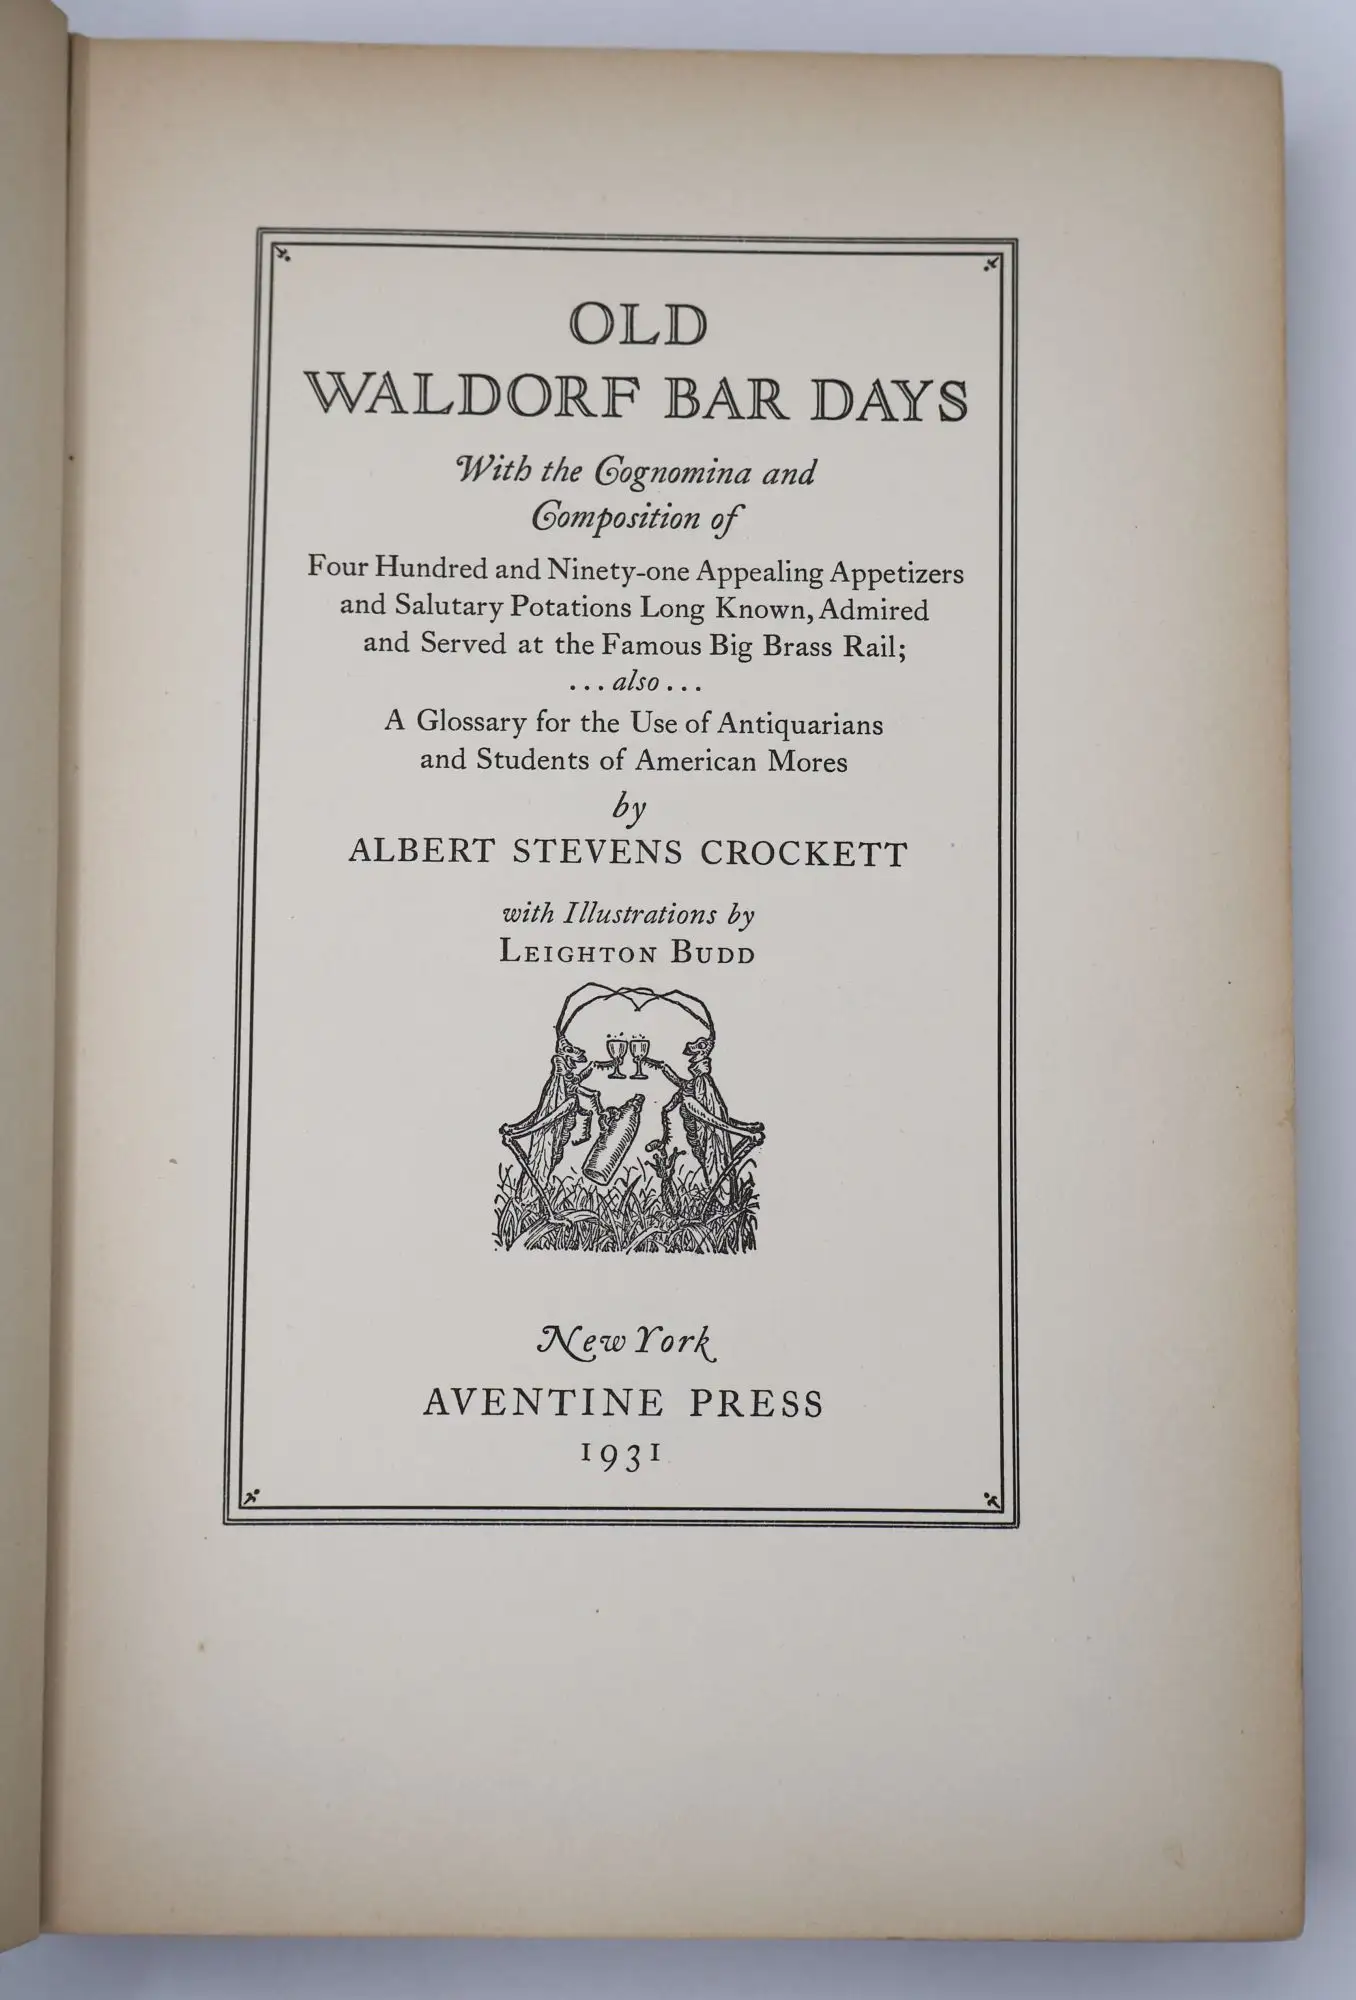 OLD
WALDORF BAR DAYS
With the Cognomina and
Composition of
Four Hundred and Ninety-one Appealing Appetizers
and Salutary Potations Long Known, Admired
and Served at the Famous Big Brass Rail;
... also ...
A Glossary for the Use of Antiquarians
and Students of American Mores
by
ALBERT STEVENS CROCKETT
with Illustrations by
LEIGHTON BUDD
New York
AVENTINE PRESS
1931